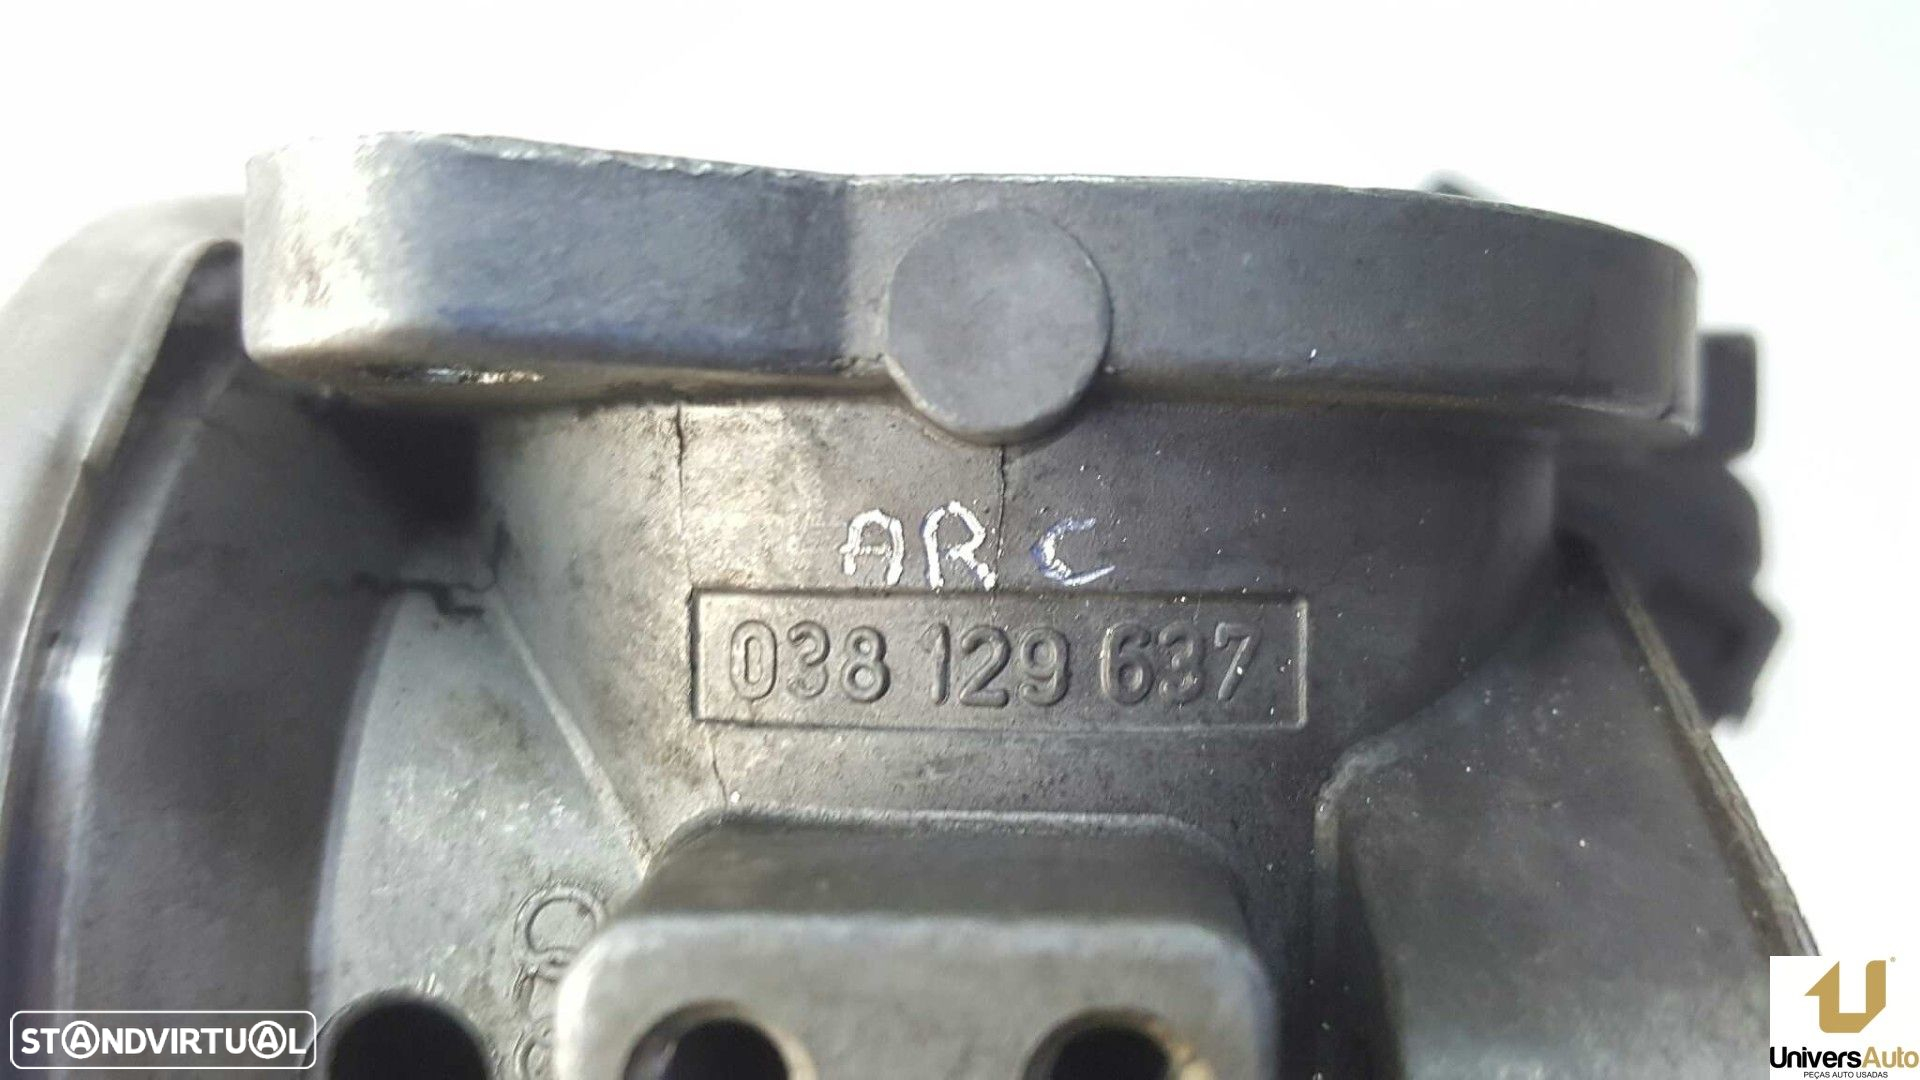 ARC
038 129 637
STANDVIRTUAL
UniversAuto
PEÇAS AUTO USADAS